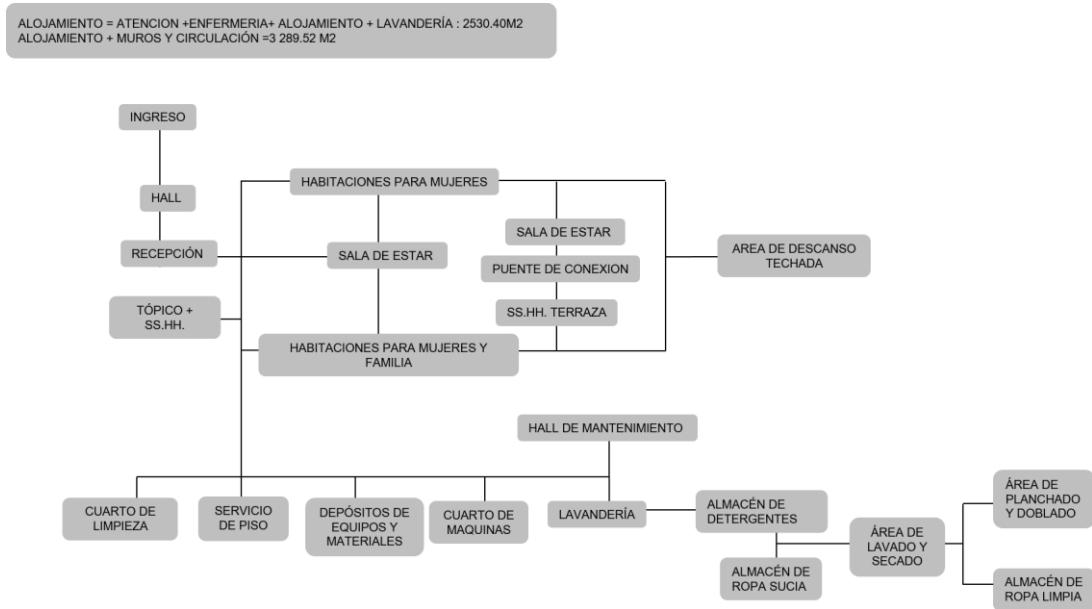 ALOJAMIENTO = ATENCION +ENFERMERIA+ ALOJAMIENTO + LAVANDERÍA : 2530.40M2
ALOJAMIENTO + MUROS Y CIRCULACIÓN =3 289.52 M2
INGRESO
HALL
RECEPCIÓN
TÓPICO +
SS.HH.
HABITACIONES PARA MUJERES
SALA DE ESTAR
HABITACIONES PARA MUJERES Y
FAMILIA
SALA DE ESTAR
PUENTE DE CONEXION
SS.HH. TERRAZA
AREA DE DESCANSO
TECHADA
HALL DE MANTENIMIENTO
CUARTO DE
LIMPIEZA
SERVICIO
DE PISO
DEPÓSITOS DE
EQUIPOS Y
MATERIALES
CUARTO DE
MAQUINAS
LAVANDERÍA
ALMACÉN DE
DETERGENTES
ALMACÉN DE
ROPA SUCIA
ÁREA DE
LAVADO Y
SECADO
ÁREA DE
PLANCHADO
Y DOBLADO
ALMACÉN DE
ROPA LIMPIA